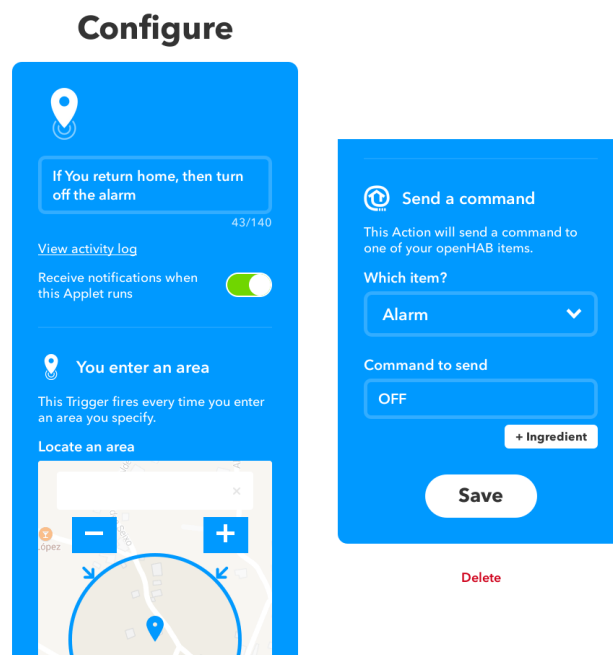 Configure
If You return home, then turn
off the alarm
43/140
View activity log
Receive notifications when
this Applet runs
You enter an area
This Trigger fires every time you enter
an area you specify.
Locate an area
López
Send a command
This Action will send a command to
one of your openHAB items.
Which item?
Alarm
Command to send
OFF
+ Ingredient
Save
Delete